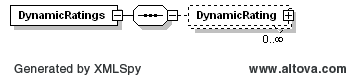 DynamicRatings
DynamicRating
0..∞
Generated by XMLSpy
www.altova.com